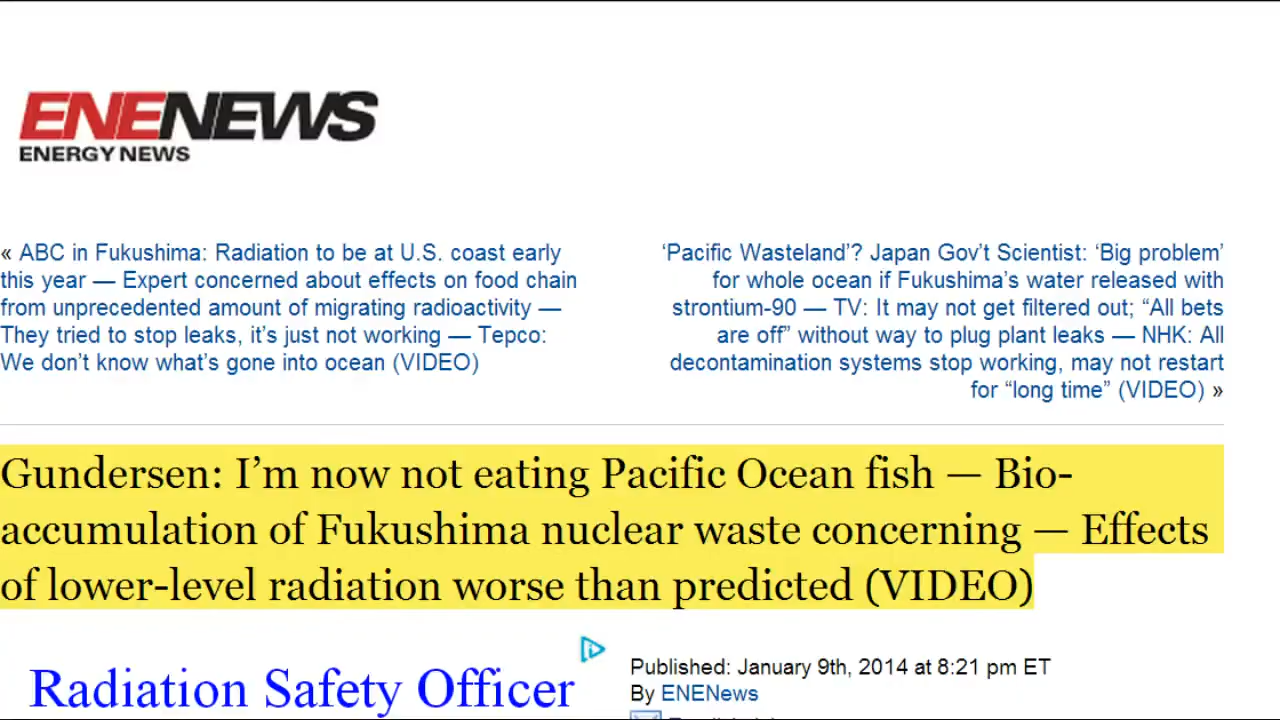 ENENEWS
ENERGY NEWS
« ABC in Fukushima: Radiation to be at U.S. coast early
this year — Expert concerned about effects on food chain
from unprecedented amount of migrating radioactivity —
They tried to stop leaks, it’s just not working — Tepco:
We don’t know what’s gone into ocean (VIDEO)
‘Pacific Wasteland’? Japan Gov’t Scientist: ‘Big problem’
for whole ocean if Fukushima’s water released with
strontium-90 — TV: It may not get filtered out; “All bets
are off” without way to plug plant leaks — NHK: All
decontamination systems stop working, may not restart
for “long time” (VIDEO) »
Gundersen: I’m now not eating Pacific Ocean fish — Bio-
accumulation of Fukushima nuclear waste concerning — Effects
of lower-level radiation worse than predicted (VIDEO)
Radiation Safety Officer
Published: January 9th, 2014 at 8:21 pm ET
By ENENews